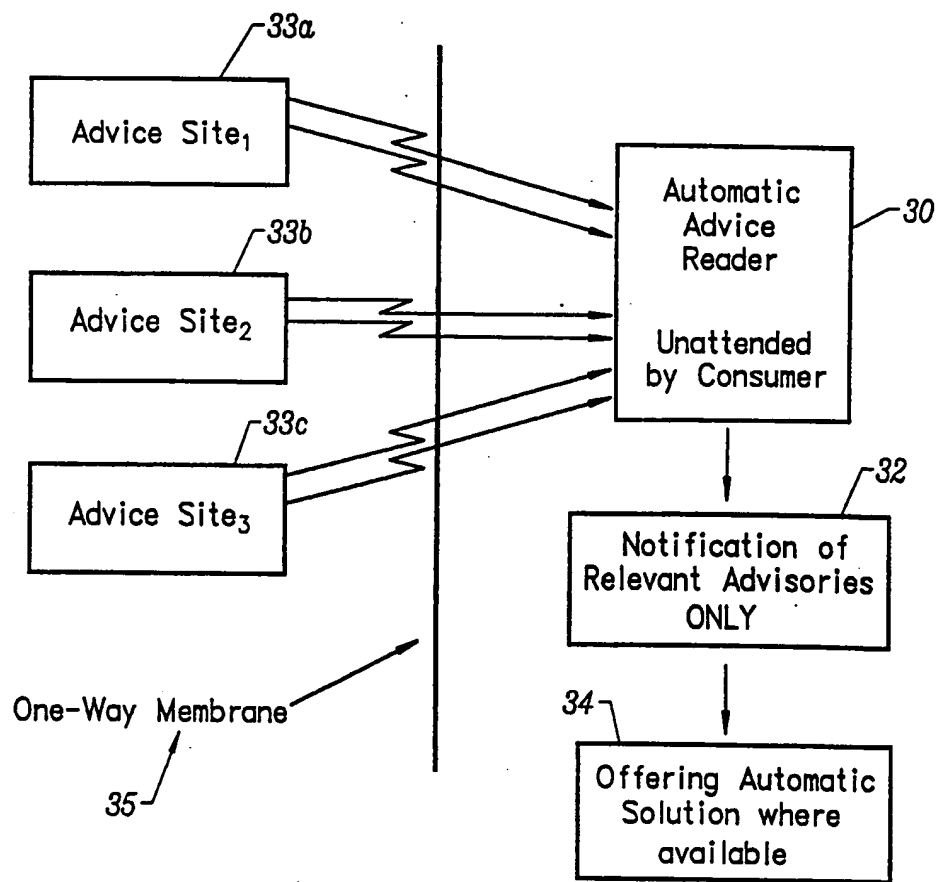 33a
Advice Site₁
33b
Advice Site₂
33c
Advice Site₃
One-Way Membrane
35
Automatic
Advice
Reader
Unattended
by Consumer
30
32
Notification of
Relevant Advisories
ONLY
34
Offering Automatic
Solution where
available